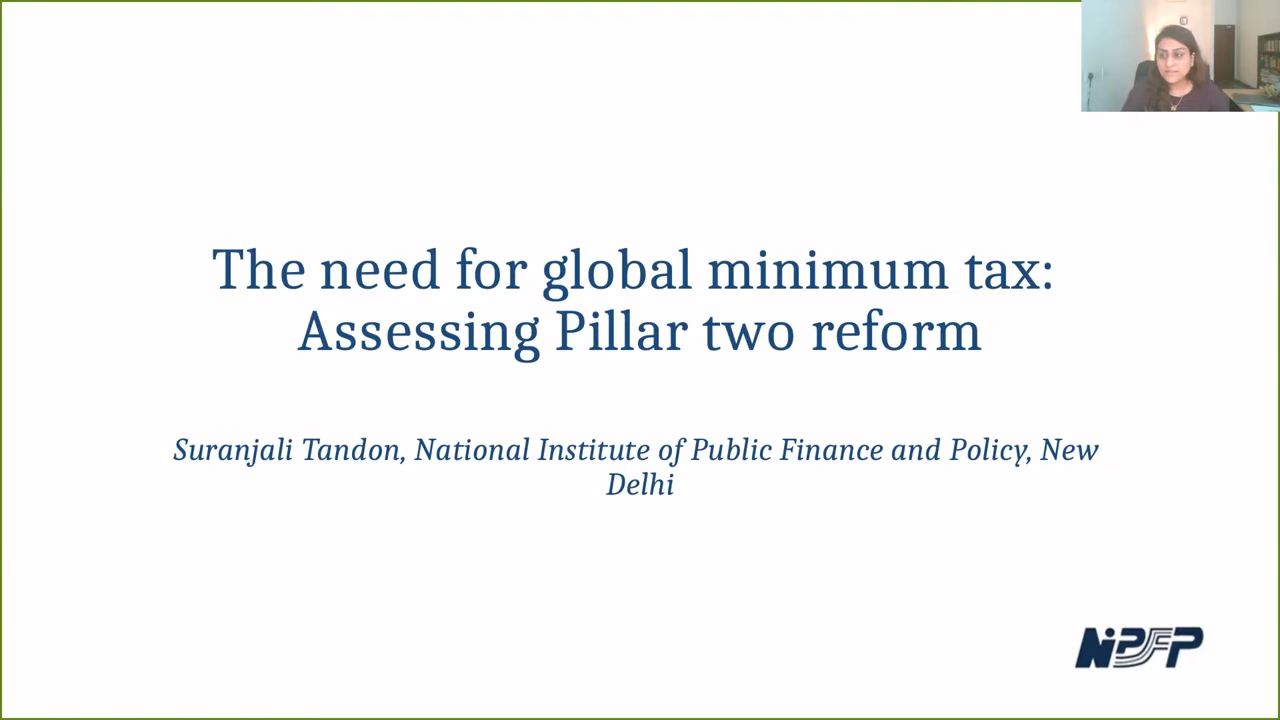 The need for global minimum tax:
Assessing Pillar two reform
Suranjali Tandon, National Institute of Public Finance and Policy, New
Delhi
NIPFP